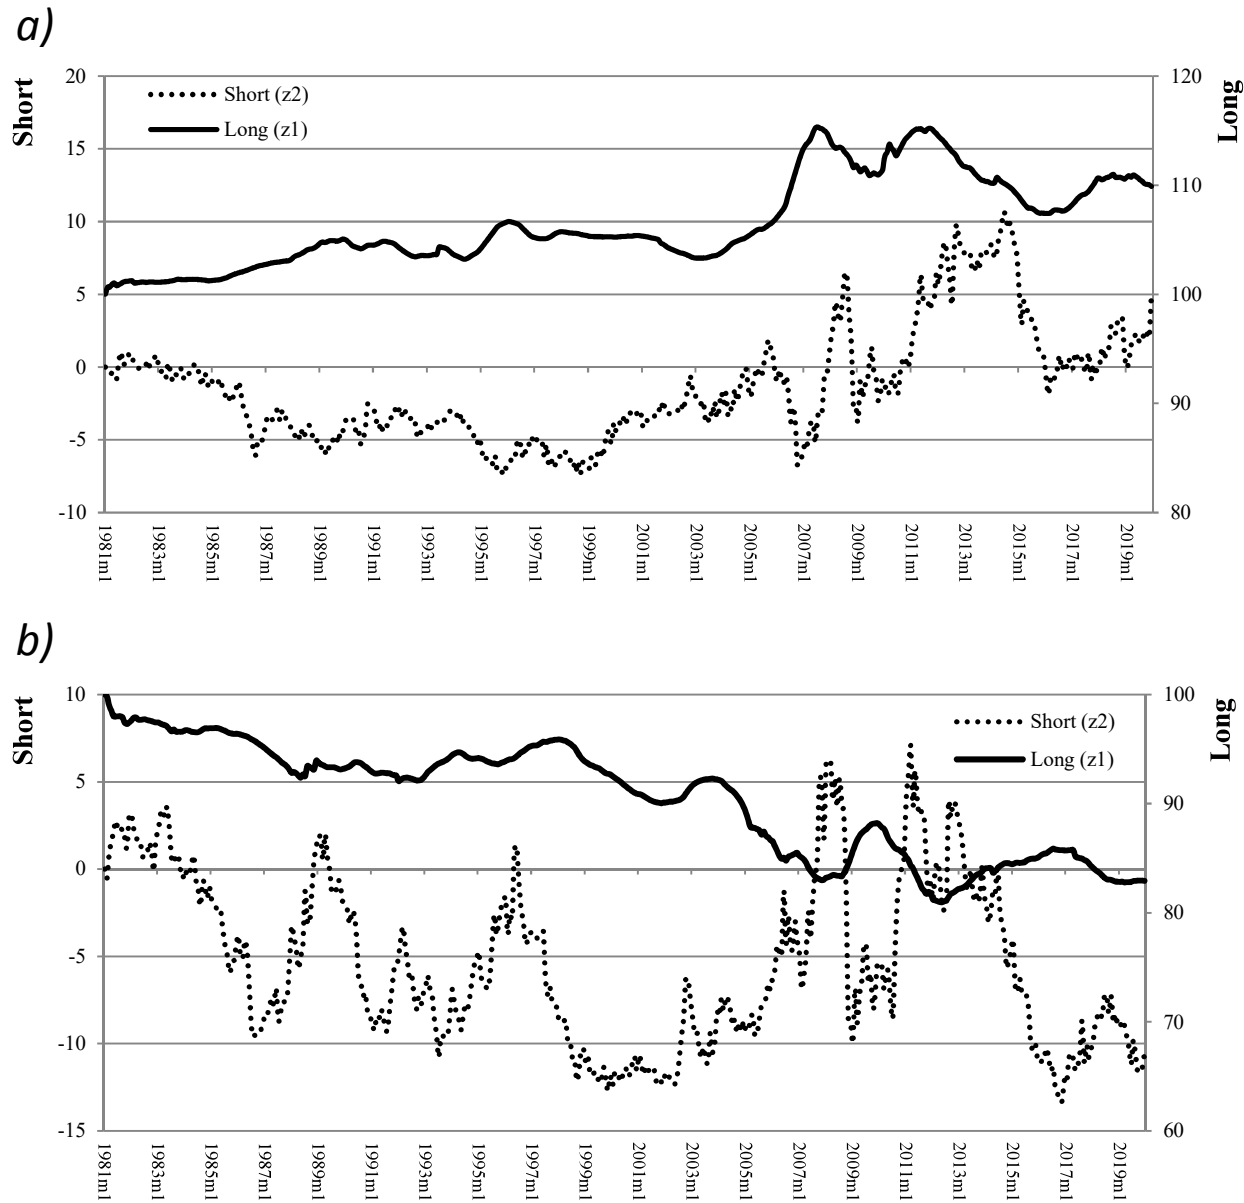 a)
Short
Long
20
15
10
5
0
-5
-10
120
110
100
90
80
Short (z2)
Long (z1)
1981m1
1983m1
1985m1
1987m1
1989m1
1991m1
1993m1
1995m1
1997m1
1999m1
2001m1
2003m1
2005m1
2007m1
2009m1
2011m1
2013m1
2015m1
2017m1
2019m1
b)
Short
Long
10
5
0
-5
-10
-15
100
90
80
70
60
Short (z2)
Long (z1)
1981m1
1983m1
1985m1
1987m1
1989m1
1991m1
1993m1
1995m1
1997m1
1999m1
2001m1
2003m1
2005m1
2007m1
2009m1
2011m1
2013m1
2015m1
2017m1
2019m1